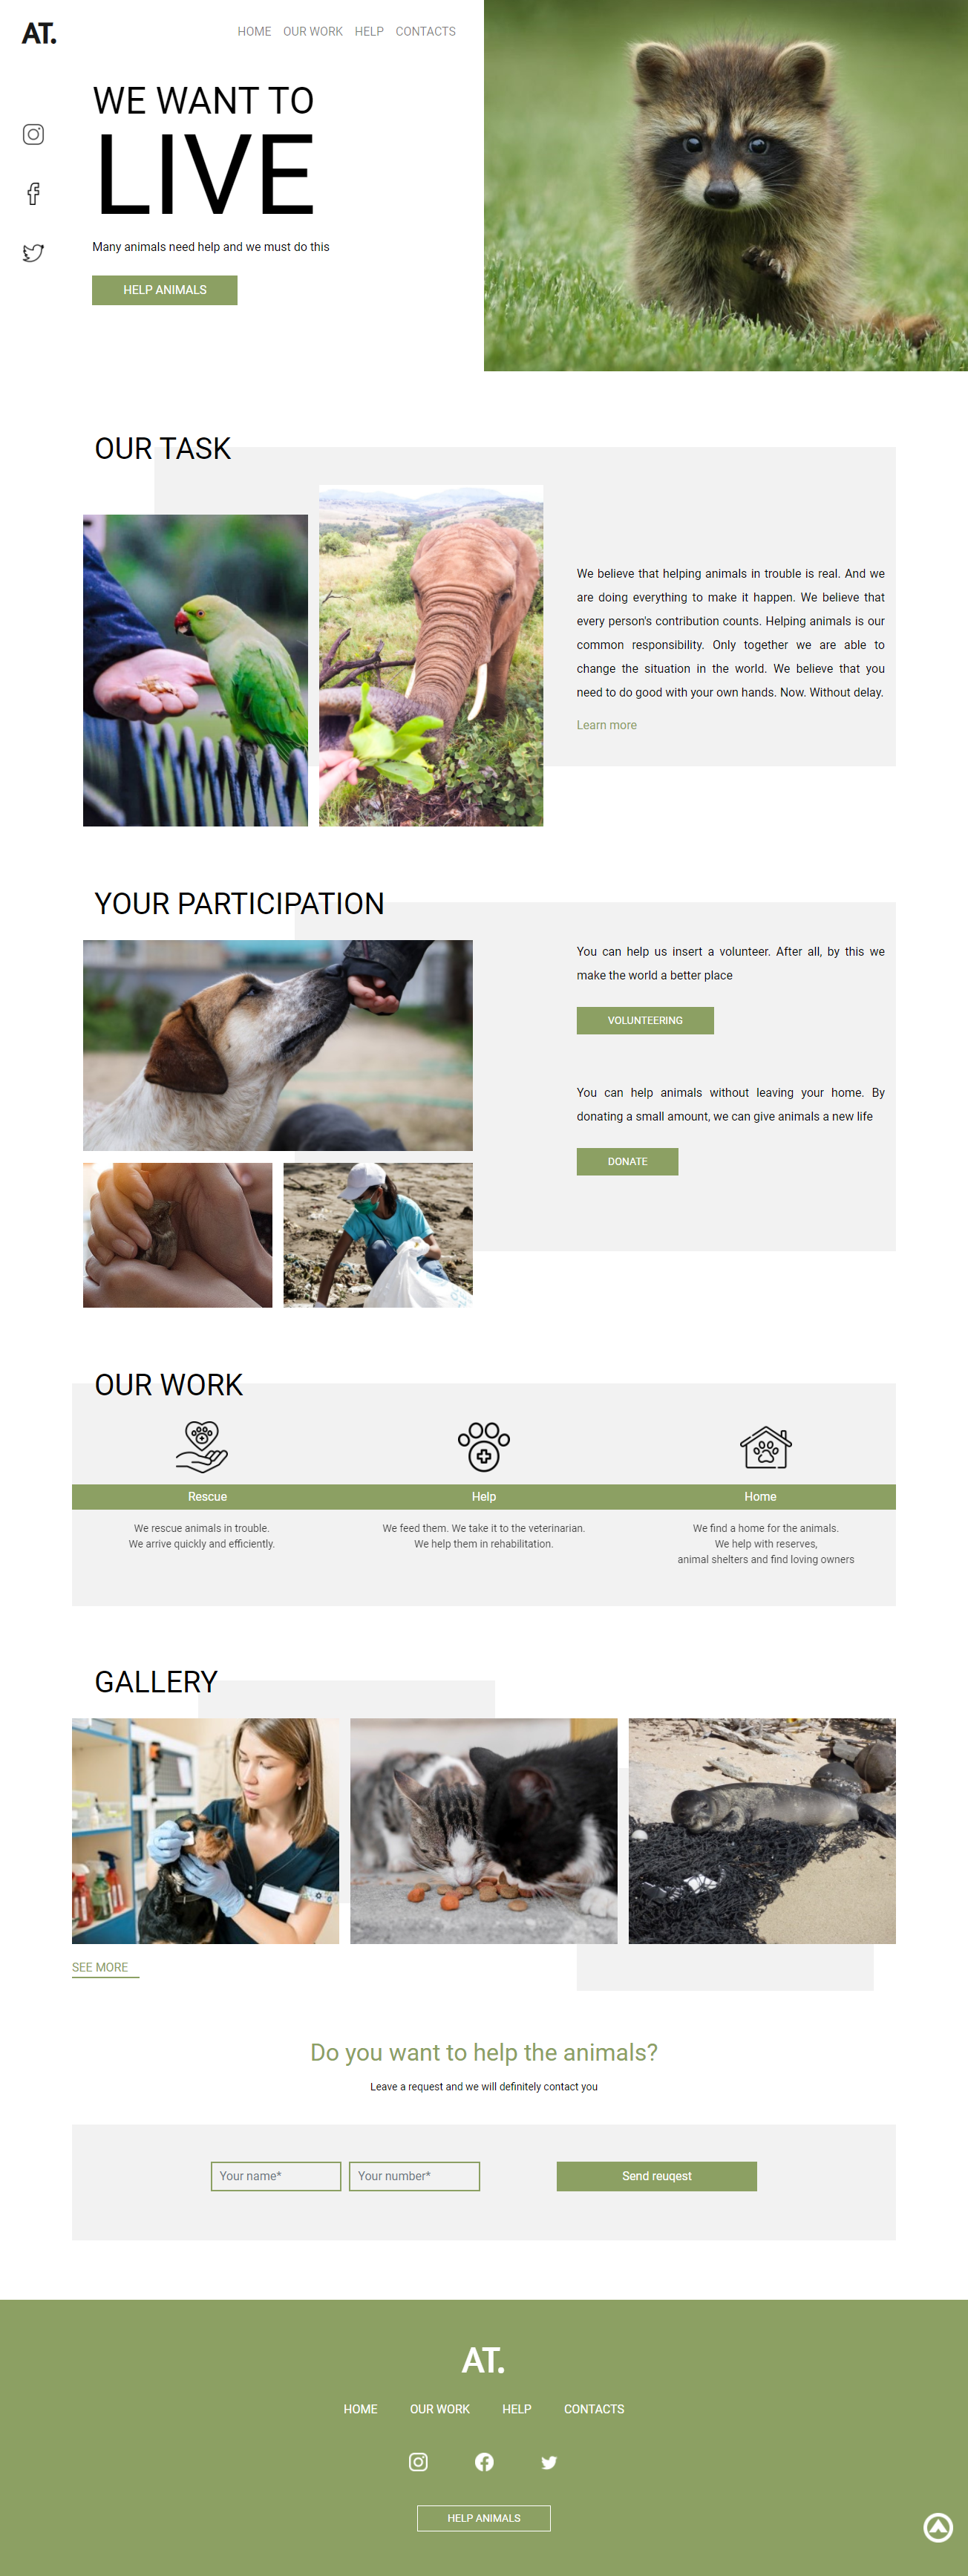 AT.
HOME OUR WORK HELP CONTACTS
WE WANT TO
LIVE
Many animals need help and we must do this
HELP ANIMALS
OUR TASK
We believe that helping animals in trouble is real. And we
are doing everything to make it happen. We believe that
every person's contribution counts. Helping animals is our
common responsibility. Only together we are able to
change the situation in the world. We believe that you
need to do good with your own hands. Now. Without delay.
Learn more
YOUR PARTICIPATION
You can help us insert a volunteer. After all, by this we
make the world a better place
VOLUNTEERING
You can help animals without leaving your home. By
donating a small amount, we can give animals a new life
DONATE
OUR WORK
Rescue
We rescue animals in trouble.
We arrive quickly and efficiently.
Help
We feed them. We take it to the veterinarian.
We help them in rehabilitation.
Home
We find a home for the animals.
We help with reserves,
animal shelters and find loving owners
GALLERY
SEE MORE
Do you want to help the animals?
Leave a request and we will definitely contact you
Your name*
Your number*
Send reuqest
AT.
HOME OUR WORK HELP CONTACTS
HELP ANIMALS